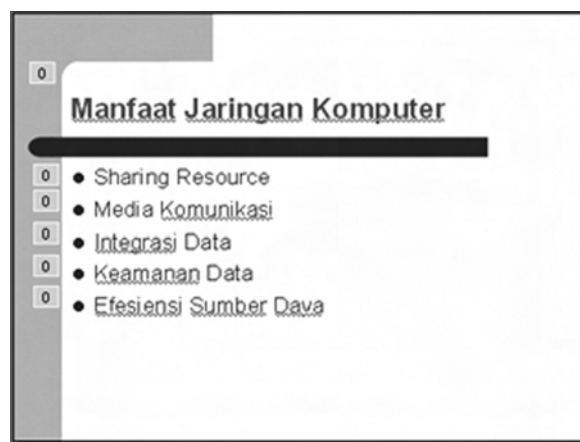 0
Manfaat Jaringan Komputer
0 • Sharing Resource
0 • Media Komunikasi
0 • Integrasi Data
0 • Keamanan Data
0 • Efesiensi Sumber Daya